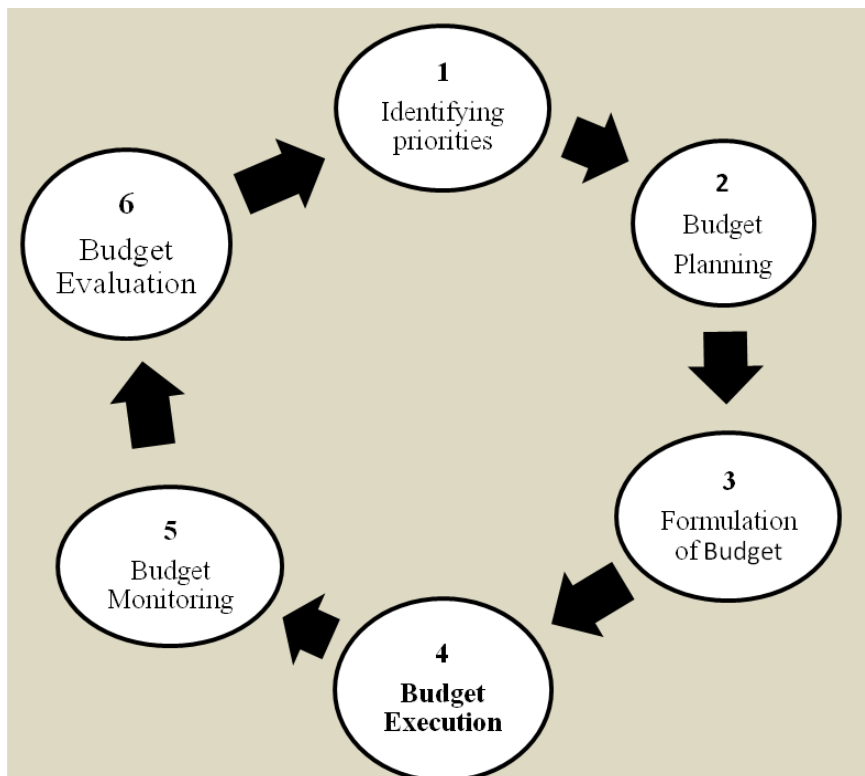 1
Identifying
priorities
2
Budget
Planning
3
Formulation
of Budget
4
Budget
Execution
5
Budget
Monitoring
6
Budget
Evaluation